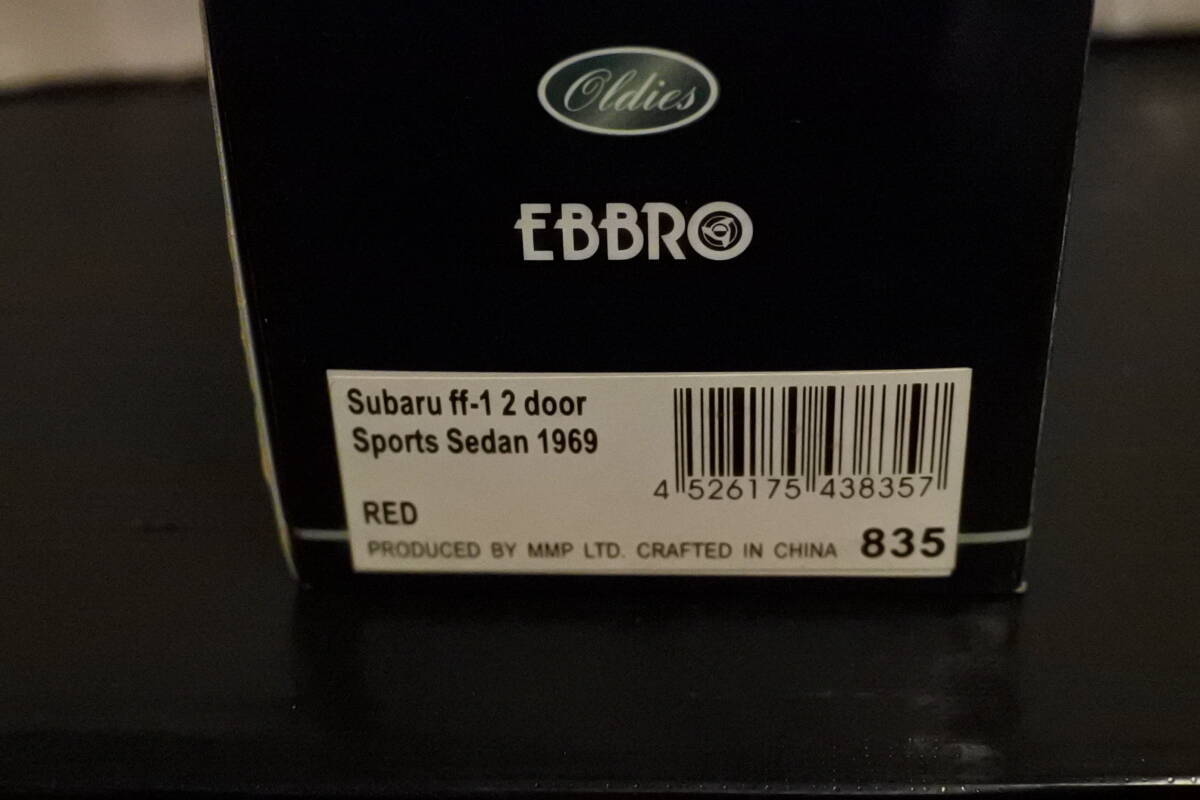 Oldies
EBBRO
Subaru ff-1 2 door
Sports Sedan 1969
4 526175 438357
RED
PRODUCED BY MMP LTD. CRAFTED IN CHINA 835